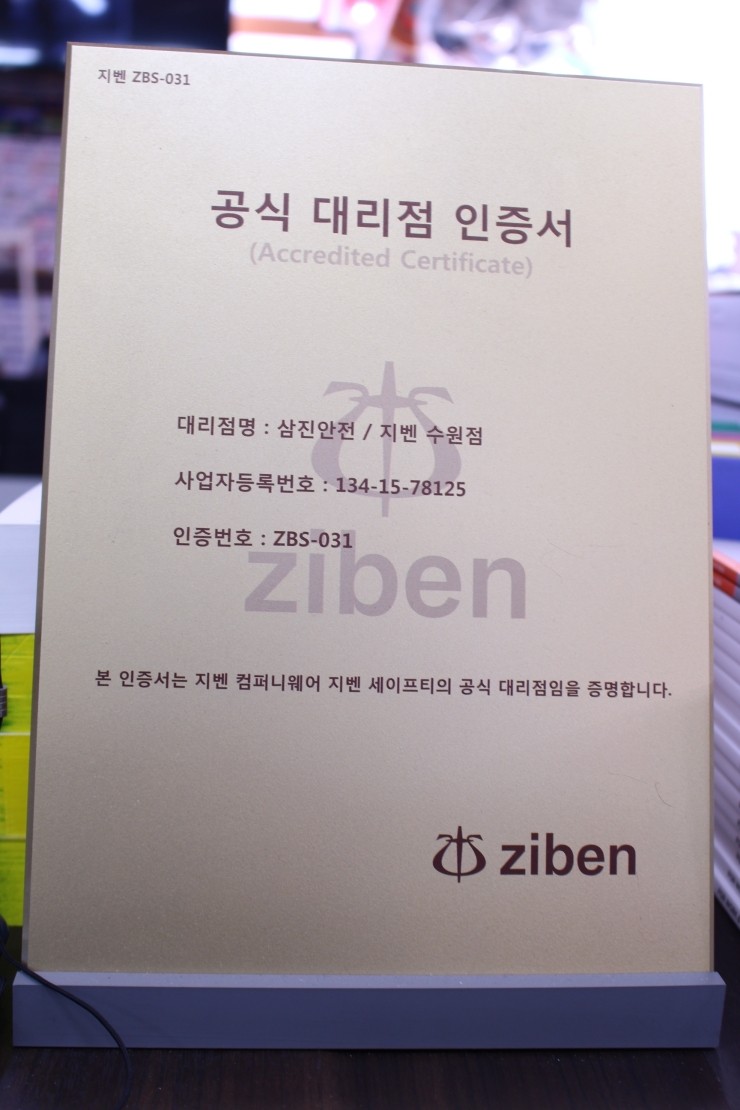 지벤 ZBS-031
공식 대리점 인증서
(Accredited Certificate)
대리점명 : 삼진안전 / 지벤 수원점
사업자등록번호 : 134-15-78125
인증번호 : ZBS-031
ziben
본 인증서는 지벤 컴퍼니웨어 지벤 세이프티의 공식 대리점임을 증명합니다.
ziben